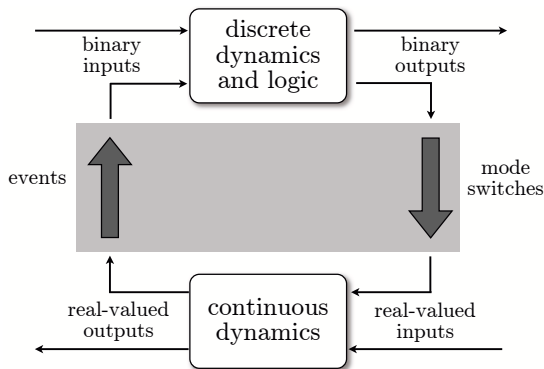 binary
inputs
discrete
dynamics
and logic
binary
outputs
events
mode
switches
real-valued
outputs
continuous
dynamics
real-valued
inputs